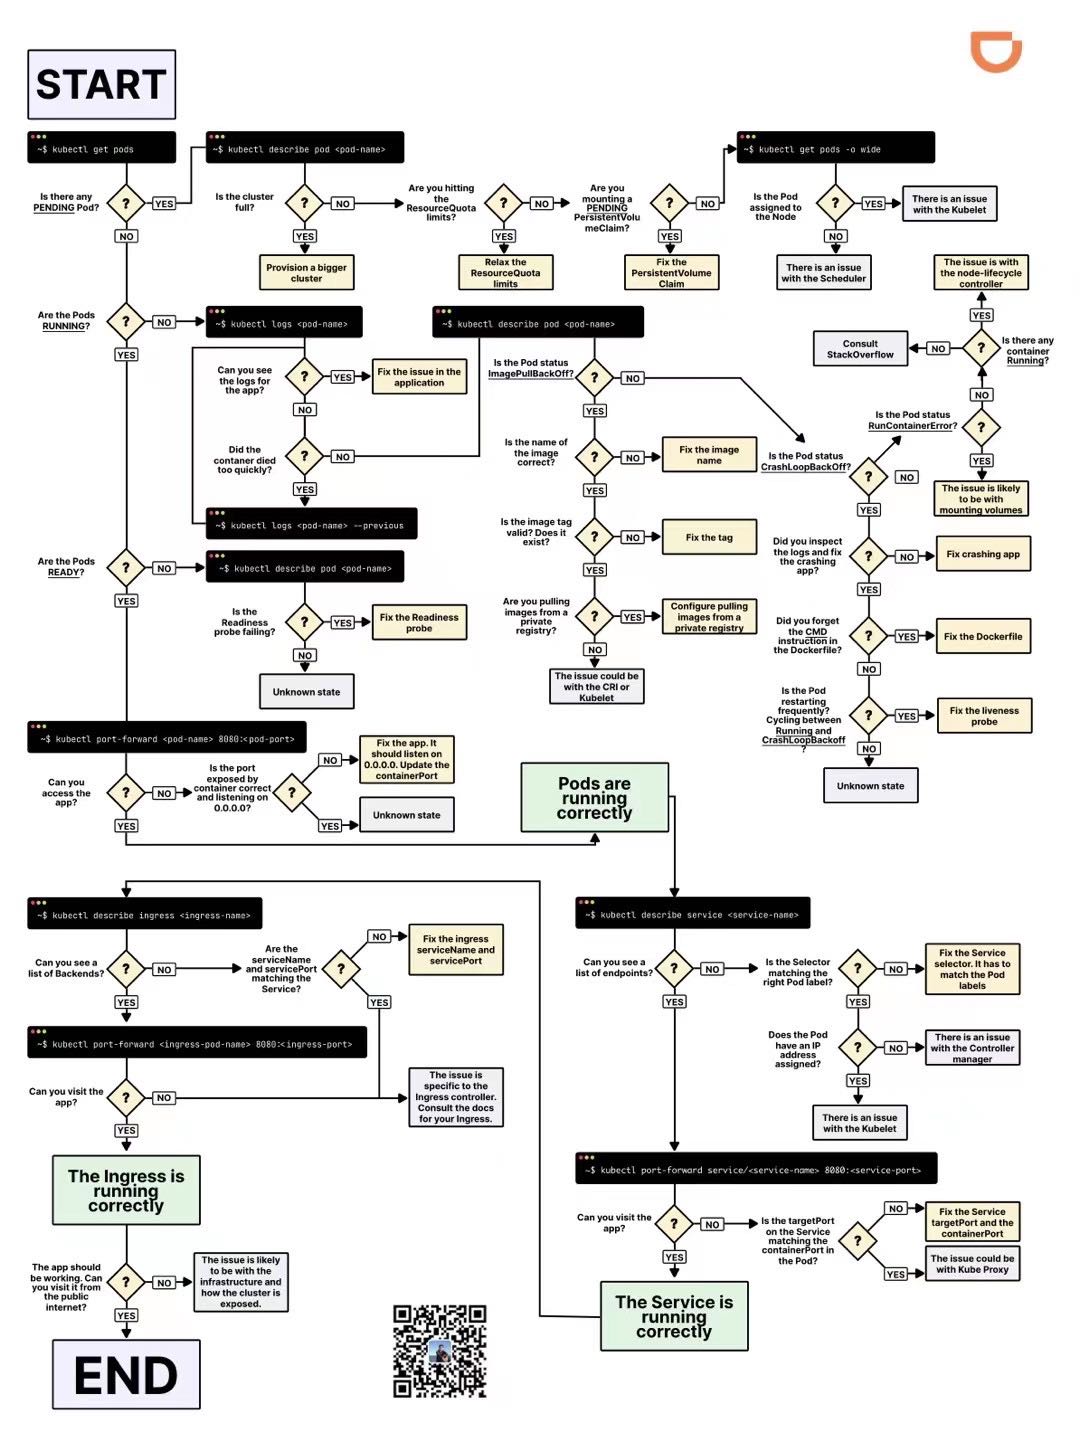 START
~$ kubectl get pods
~$ kubectl describe pod <pod-name>
~$ kubectl get pods -o wide
Is there any
PENDING Pod?
?
YES
NO
Is the cluster
full?
?
NO
YES
Provision a bigger
cluster
Are you hitting
the
ResourceQuota
limits?
?
NO
YES
Relax the
ResourceQuota
limits
Are you
mounting a
PENDING
PersistentVolu
meClaim?
?
NO
YES
Fix the
PersistentVolume
Claim
Is the Pod
assigned to
the Node
?
YES
There is an issue
with the Kubelet
NO
There is an issue
with the Scheduler
The issue is with
the node-lifecycle
controller
YES
Is there any
container
Running?
?
NO
Consult
StackOverflow
NO
Is the Pod status
RunContainerError?
?
YES
The issue is likely
to be with
mounting volumes
Are the Pods
RUNNING?
?
NO
YES
~$ kubectl logs <pod-name>
Can you see
the logs for
the app?
?
YES
Fix the issue in the
application
NO
Did the
contaner died
too quickly?
?
NO
YES
~$ kubectl logs <pod-name> --previous
~$ kubectl describe pod <pod-name>
Is the Pod status
ImagePullBackOff?
?
NO
YES
Is the name of
the image
correct?
?
NO
Fix the image
name
YES
Is the image tag
valid? Does it
exist?
?
NO
Fix the tag
YES
Are you pulling
images from a
private
registry?
?
YES
Configure pulling
images from a
private registry
NO
The issue could be
with the CRI or
Kubelet
Is the Pod status
CrashLoopBackOff?
?
NO
YES
Did you inspect
the logs and fix
the crashing
app?
?
NO
Fix crashing app
YES
Did you forget
the CMD
instruction in
the Dockerfile?
?
YES
Fix the Dockerfile
NO
Is the Pod
restarting
frequently?
Cycling between
Running and
CrashLoopBackoff
?
?
YES
Fix the liveness
probe
NO
Unknown state
Are the Pods
READY?
?
NO
YES
~$ kubectl describe pod <pod-name>
Is the
Readiness
probe failing?
?
YES
Fix the Readiness
probe
NO
Unknown state
~$ kubectl port-forward <pod-name> 8080:<pod-port>
Can you
access the
app?
?
NO
YES
Is the port
exposed by
container correct
and listening on
0.0.0.0?
?
NO
Fix the app. It
should listen on
0.0.0.0. Update the
containerPort
YES
Unknown state
Pods are
running
correctly
~$ kubectl describe ingress <ingress-name>
Can you see a
list of Backends?
?
NO
YES
Are the
serviceName
and servicePort
matching the
Service?
?
NO
Fix the ingress
serviceName and
servicePort
YES
~$ kubectl port-forward <ingress-pod-name> 8080:<ingress-port>
Can you visit the
app?
?
NO
The issue is
specific to the
Ingress controller.
Consult the docs
for your Ingress.
YES
The Ingress is
running
correctly
The app should
be working. Can
you visit it from
the public
internet?
?
NO
The issue is likely
to be with the
infrastructure and
how the cluster is
exposed.
YES
END
~$ kubectl describe service <service-name>
Can you see a
list of endpoints?
?
NO
YES
Is the Selector
matching the
right Pod label?
?
NO
Fix the Service
selector. It has to
match the Pod
labels
YES
Does the Pod
have an IP
address
assigned?
?
NO
There is an issue
with the Controller
manager
YES
There is an issue
with the Kubelet
~$ kubectl port-forward service/<service-name> 8080:<service-port>
Can you visit the
app?
?
NO
YES
Is the targetPort
on the Service
matching the
containerPort in
the Pod?
?
NO
Fix the Service
targetPort and the
containerPort
YES
The issue could be
with Kube Proxy
The Service is
running
correctly